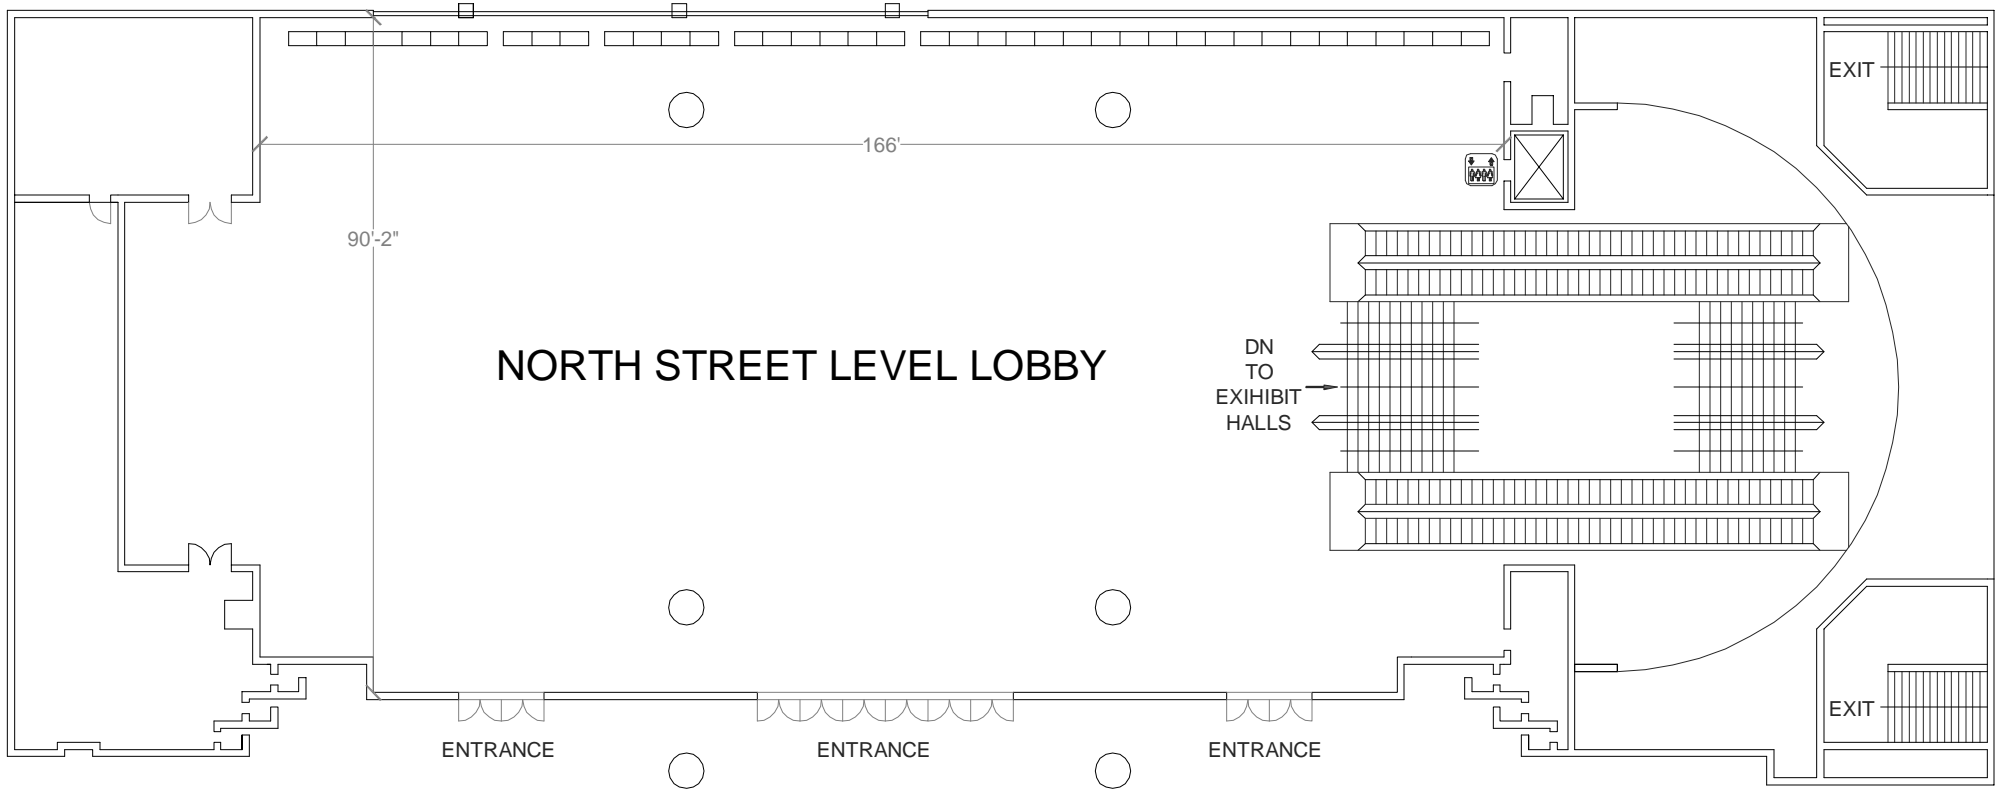 EXIT
166'
90'-2"
NORTH STREET LEVEL LOBBY
DN
TO
EXIHIBIT
HALLS
EXIT
ENTRANCE
ENTRANCE
ENTRANCE